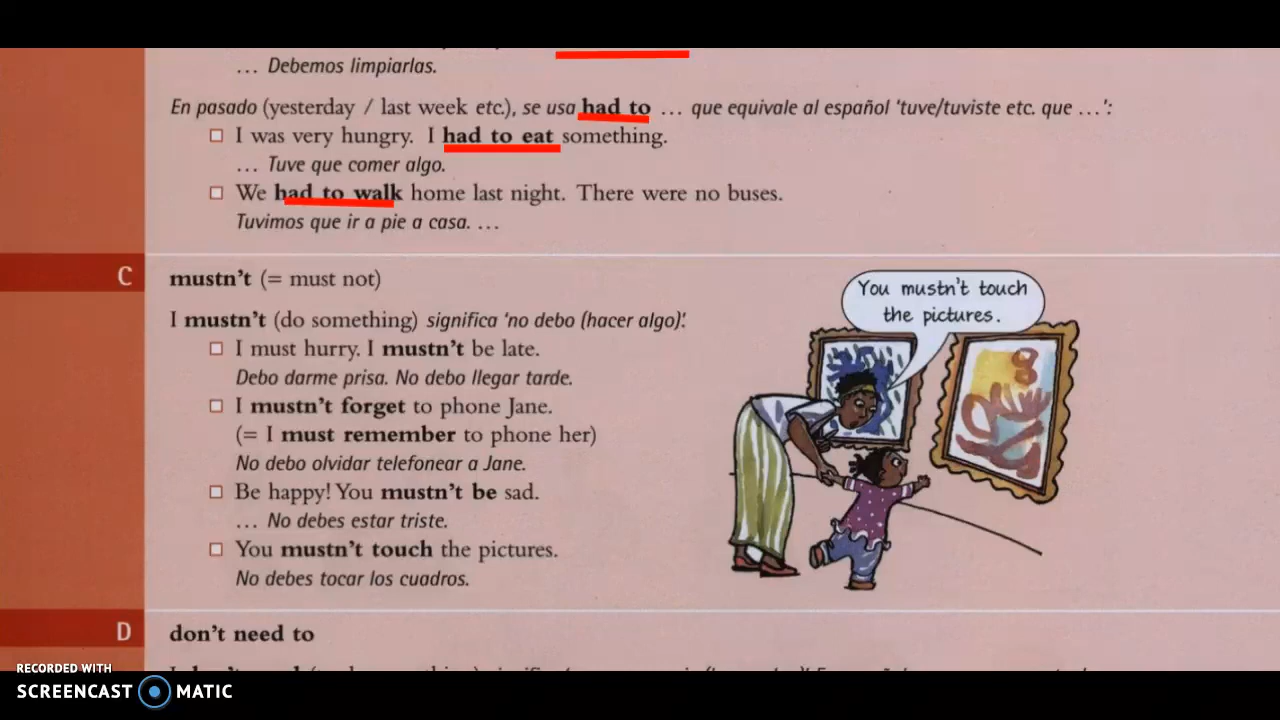 ... Debemos limpiarlas.
En pasado (yesterday / last week etc.), se usa had to ... que equivale al español 'tuve/tuviste etc. que ...':
I was very hungry. I had to eat something.
... Tuve que comer algo.
We had to walk home last night. There were no buses.
Tuvimos que ir a pie a casa. ...
C
mustn't (= must not)
I mustn't (do something) significa 'no debo (hacer algo)'.
I must hurry. I mustn't be late.
Debo darme prisa. No debo llegar tarde.
I mustn't forget to phone Jane.
(= I must remember to phone her)
No debo olvidar telefonear a Jane.
Be happy! You mustn't be sad.
... No debes estar triste.
You mustn't touch the pictures.
No debes tocar los cuadros.
You mustn't touch
the pictures.
D
don't need to
RECORDED WITH
SCREENCAST MATIC